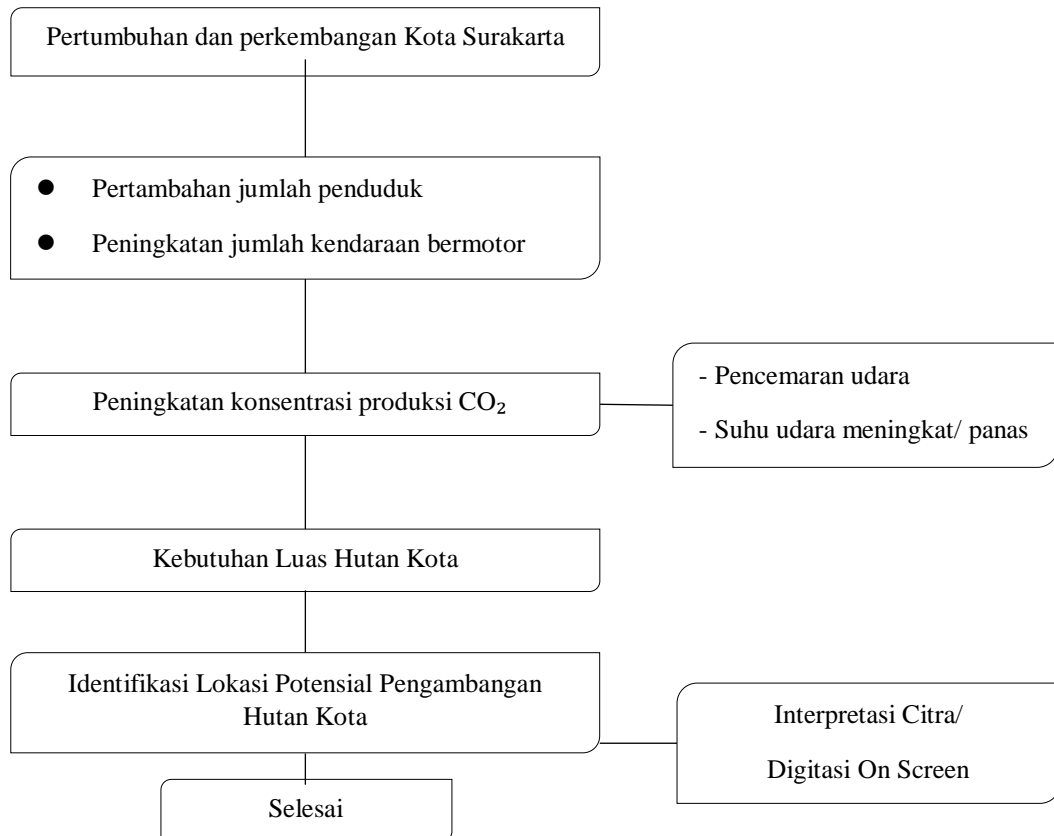 Pertumbuhan dan perkembangan Kota Surakarta
● Pertambahan jumlah penduduk
● Peningkatan jumlah kendaraan bermotor
Peningkatan konsentrasi produksi CO₂
- Pencemaran udara
- Suhu udara meningkat/ panas
Kebutuhan Luas Hutan Kota
Identifikasi Lokasi Potensial Pengambangan
Hutan Kota
Interpretasi Citra/
Digitasi On Screen
Selesai